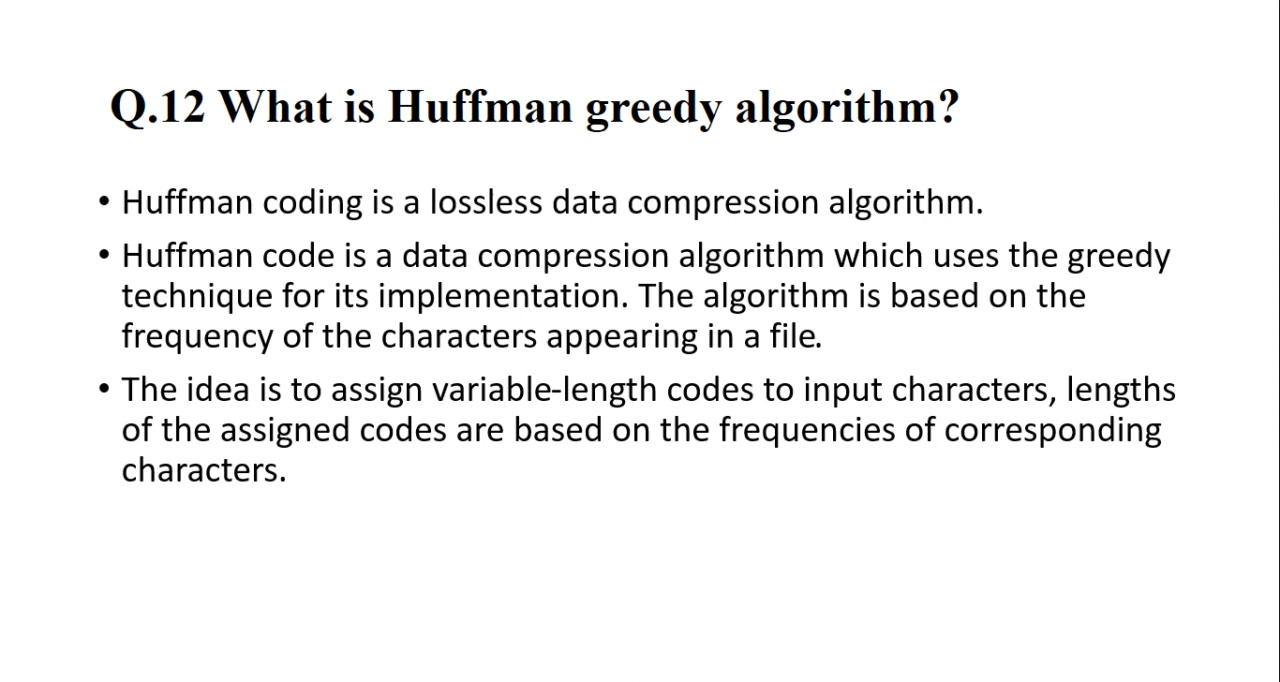 Q.12 What is Huffman greedy algorithm?
• Huffman coding is a lossless data compression algorithm.
• Huffman code is a data compression algorithm which uses the greedy
technique for its implementation. The algorithm is based on the
frequency of the characters appearing in a file.
• The idea is to assign variable-length codes to input characters, lengths
of the assigned codes are based on the frequencies of corresponding
characters.